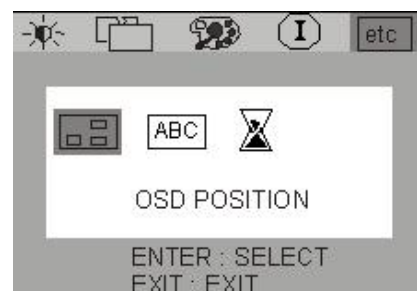 I etc
ABC
OSD POSITION
ENTER : SELECT
EXIT : EXIT